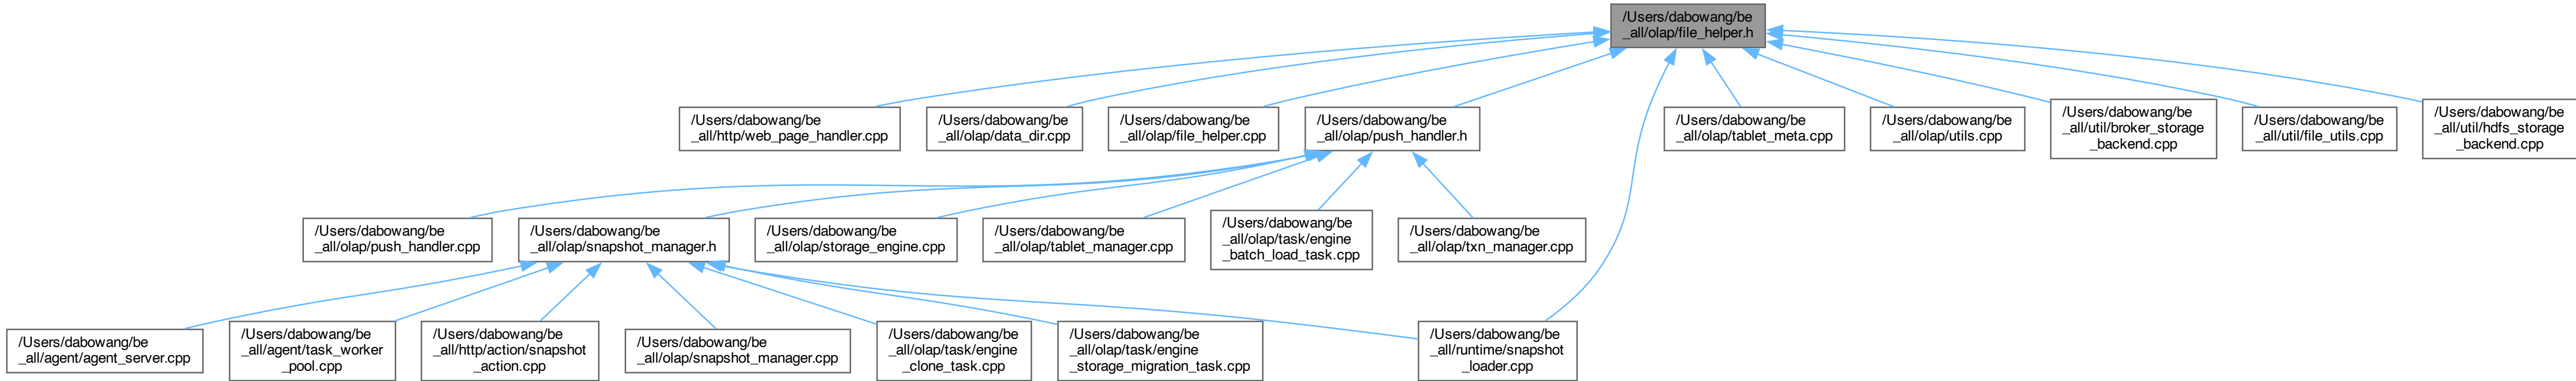 /Users/dabowang/be
_all/olap/file_helper.h
/Users/dabowang/be
_all/http/web_page_handler.cpp
/Users/dabowang/be
_all/olap/data_dir.cpp
/Users/dabowang/be
_all/olap/file_helper.cpp
/Users/dabowang/be
_all/olap/push_handler.h
/Users/dabowang/be
_all/olap/tablet_meta.cpp
/Users/dabowang/be
_all/olap/utils.cpp
/Users/dabowang/be
_all/util/broker_storage
_backend.cpp
/Users/dabowang/be
_all/util/file_utils.cpp
/Users/dabowang/be
_all/util/hdfs_storage
_backend.cpp
/Users/dabowang/be
_all/olap/push_handler.cpp
/Users/dabowang/be
_all/olap/snapshot_manager.h
/Users/dabowang/be
_all/olap/storage_engine.cpp
/Users/dabowang/be
_all/olap/tablet_manager.cpp
/Users/dabowang/be
_all/olap/task/engine
_batch_load_task.cpp
/Users/dabowang/be
_all/olap/txn_manager.cpp
/Users/dabowang/be
_all/agent/agent_server.cpp
/Users/dabowang/be
_all/agent/task_worker
_pool.cpp
/Users/dabowang/be
_all/http/action/snapshot
_action.cpp
/Users/dabowang/be
_all/olap/snapshot_manager.cpp
/Users/dabowang/be
_all/olap/task/engine
_clone_task.cpp
/Users/dabowang/be
_all/olap/task/engine
_storage_migration_task.cpp
/Users/dabowang/be
_all/runtime/snapshot
_loader.cpp